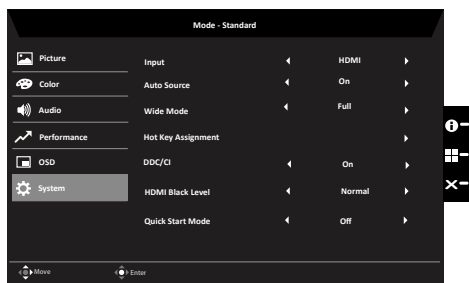 Mode - Standard
Picture
Color
Audio
Performance
OSD
System
Input HDMI
Auto Source On
Wide Mode Full
Hot Key Assignment
DDC/CI On
HDMI Black Level Normal
Quick Start Mode Off
Move Enter